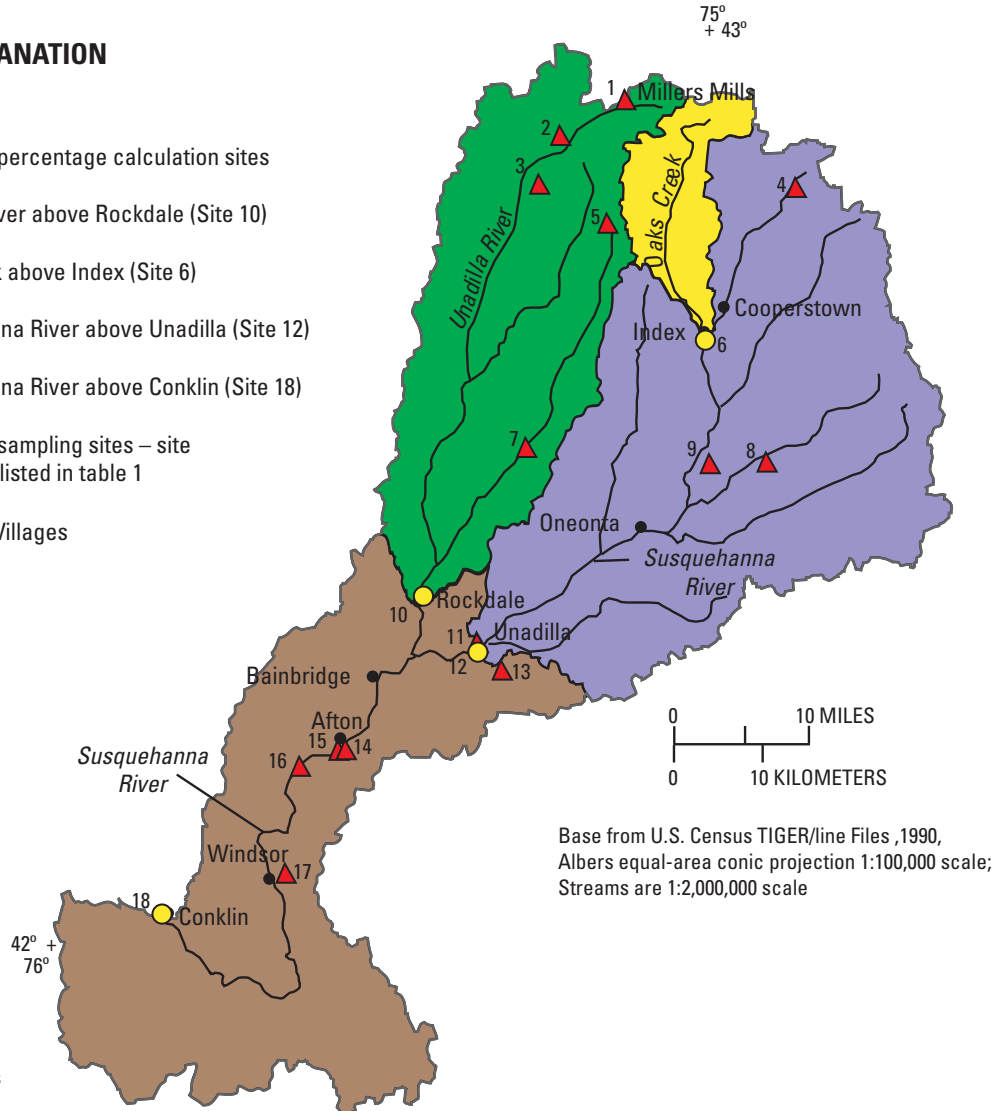 75º
+ 43º
ANATION
percentage calculation sites
ver above Rockdale (Site 10)
k above Index (Site 6)
na River above Unadilla (Site 12)
na River above Conklin (Site 18)
sampling sites – site
listed in table 1
Villages
1
Millers Mills
2
3
4
5
Oaks Creek
Unadilla River
Cooperstown
Index
6
7
9
8
Oneonta
Susquehanna
River
10
Rockdale
11
Unadilla
12
13
Bainbridge
Afton
15
14
16
Susquehanna
River
Windsor
17
18
Conklin
42º +
76º
0
10 MILES
0
10 KILOMETERS
Base from U.S. Census TIGER/line Files ,1990,
Albers equal-area conic projection 1:100,000 scale;
Streams are 1:2,000,000 scale